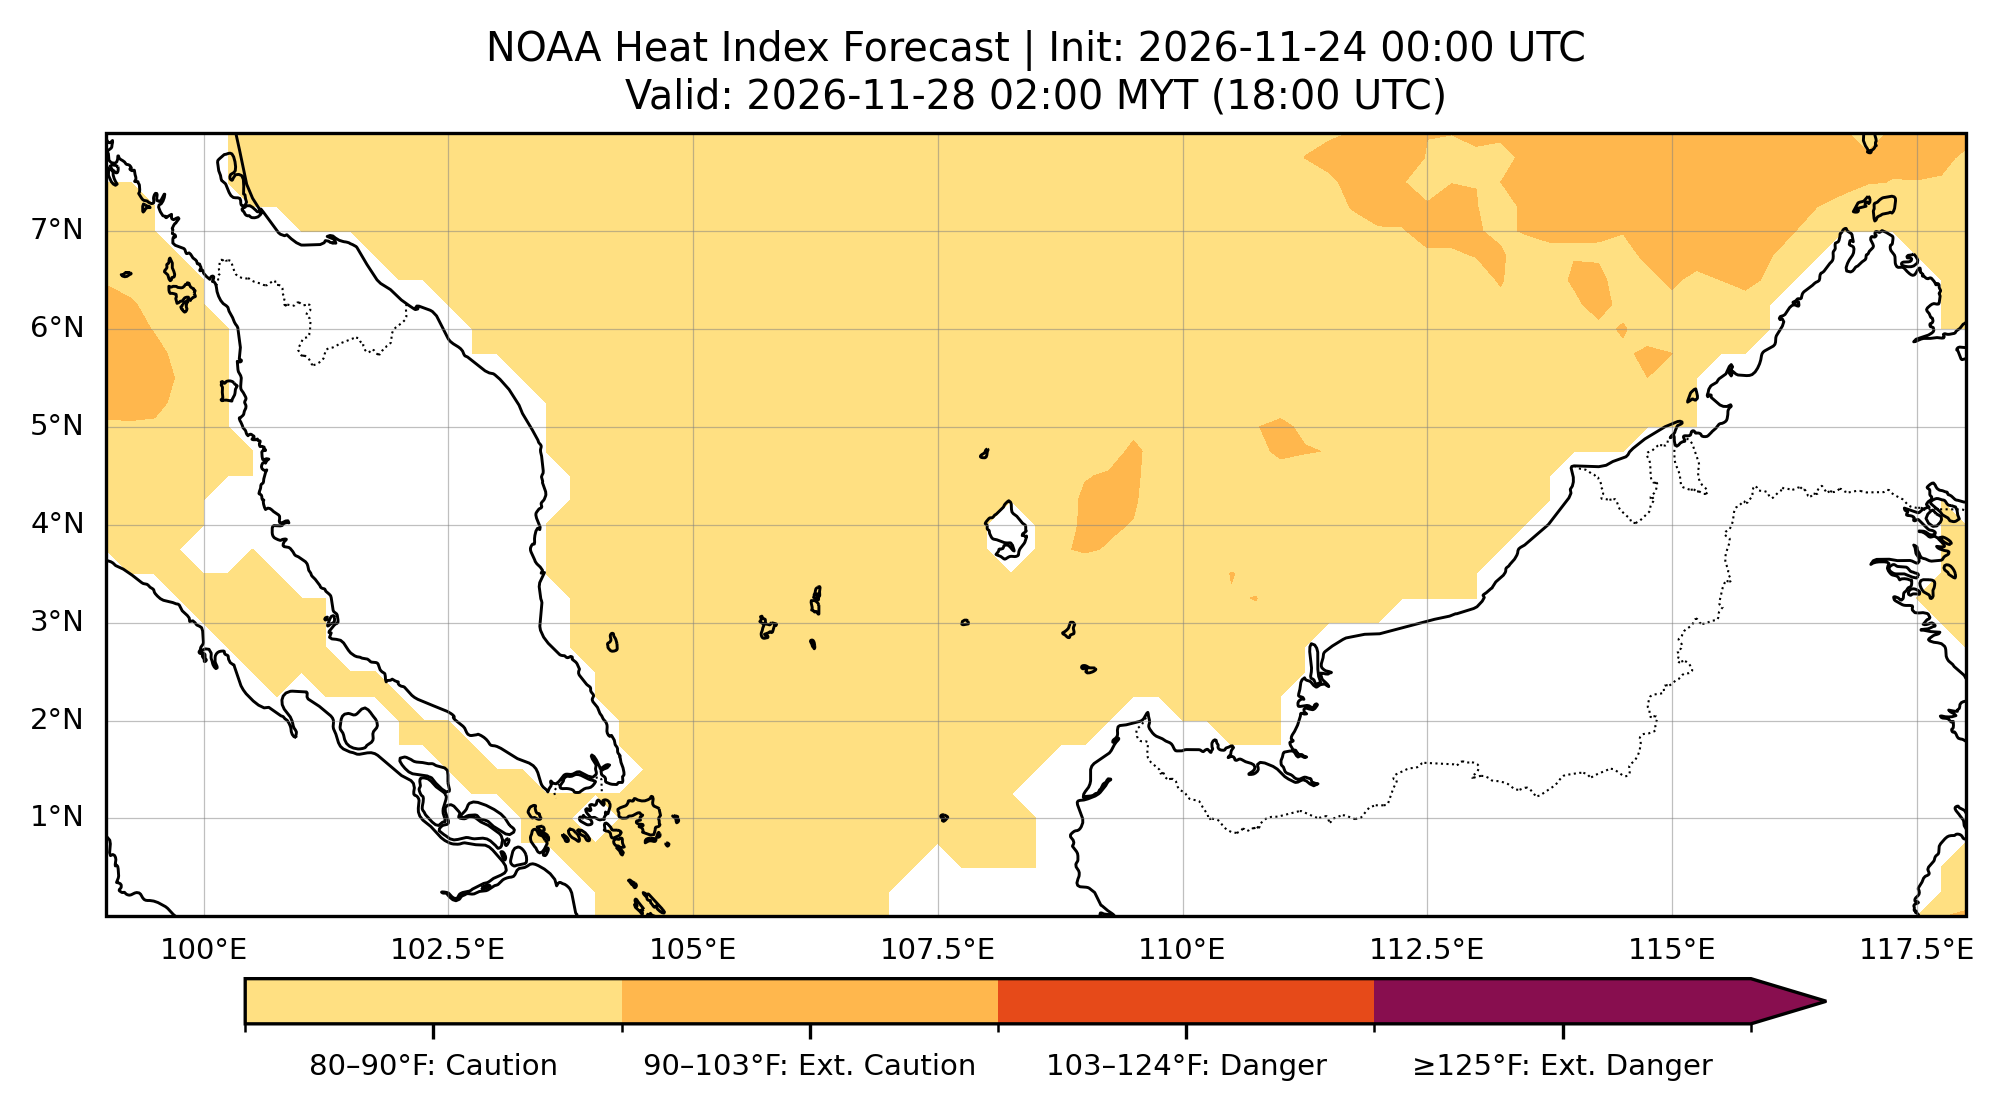 NOAA Heat Index Forecast | Init: 2026-11-24 00:00 UTC
Valid: 2026-11-28 02:00 MYT (18:00 UTC)
7°N
6°N
5°N
4°N
3°N
2°N
1°N
100°E 102.5°E 105°E 107.5°E 110°E 112.5°E 115°E 117.5°E
80–90°F: Caution 90–103°F: Ext. Caution 103–124°F: Danger ≥125°F: Ext. Danger